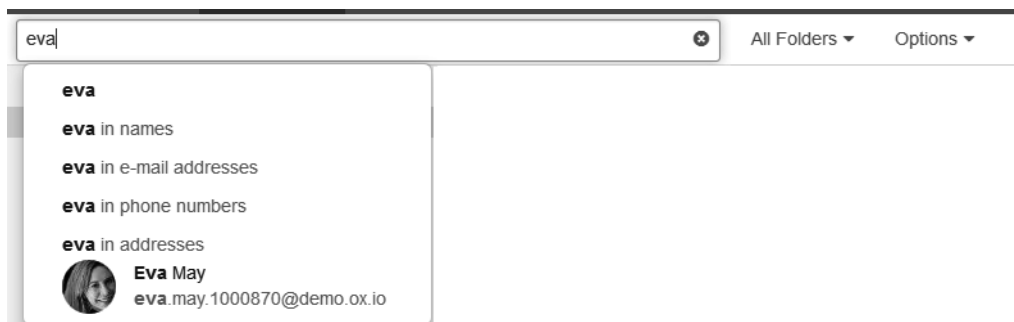 eva All Folders Options
eva
eva in names
eva in e-mail addresses
eva in phone numbers
eva in addresses
Eva May
eva.may.1000870@demo.ox.io